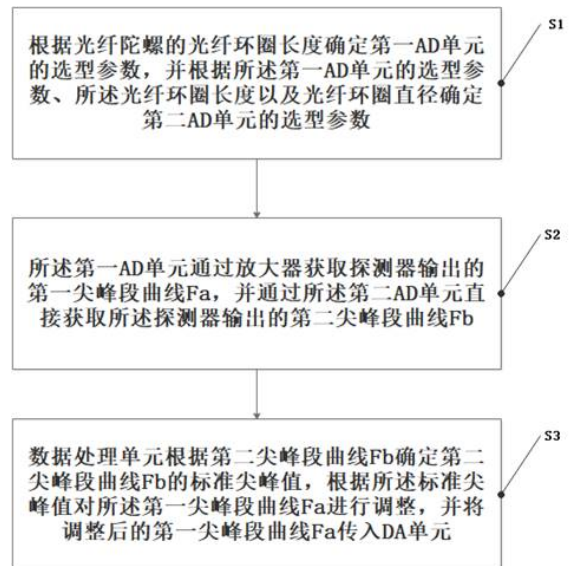 S1
根据光纤陀螺的光纤环圈长度确定第一AD单元
的选型参数，并根据所述第一AD单元的选型参
数、所述光纤环圈长度以及光纤环圈直径确定
第二AD单元的选型参数
S2
所述第一AD单元通过放大器获取探测器输出的
第一尖峰段曲线Fa，并通过所述第二AD单元直
接获取所述探测器输出的第二尖峰段曲线Fb
S3
数据处理单元根据第二尖峰段曲线Fb确定第二
尖峰段曲线Fb的标准尖峰值，根据所述标准尖
峰值对所述第一尖峰段曲线Fa进行调整，并将
调整后的第一尖峰段曲线Fa传入DA单元